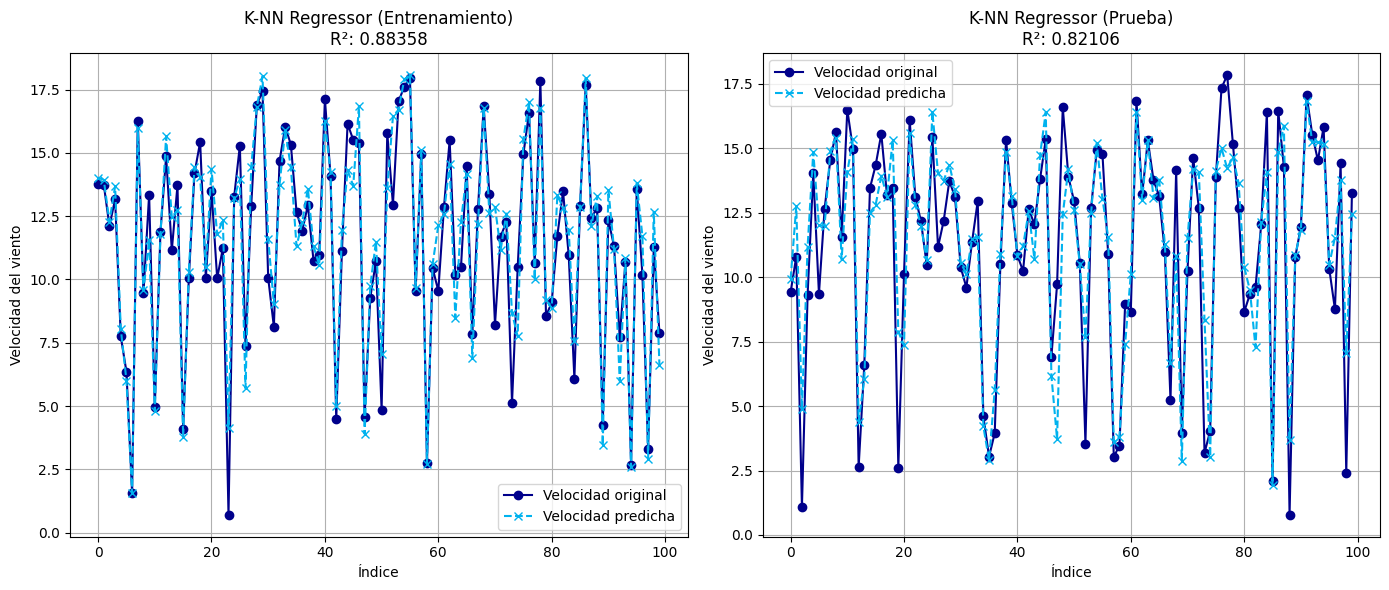 K-NN Regressor (Entrenamiento)
R²: 0.88358
Velocidad del viento
17.5
15.0
12.5
10.0
7.5
5.0
2.5
0.0
Velocidad original
Velocidad predicha
0
20
40
60
80
100
Índice
K-NN Regressor (Prueba)
R²: 0.82106
Velocidad original
Velocidad predicha
Velocidad del viento
17.5
15.0
12.5
10.0
7.5
5.0
2.5
0.0
0
20
40
60
80
100
Índice